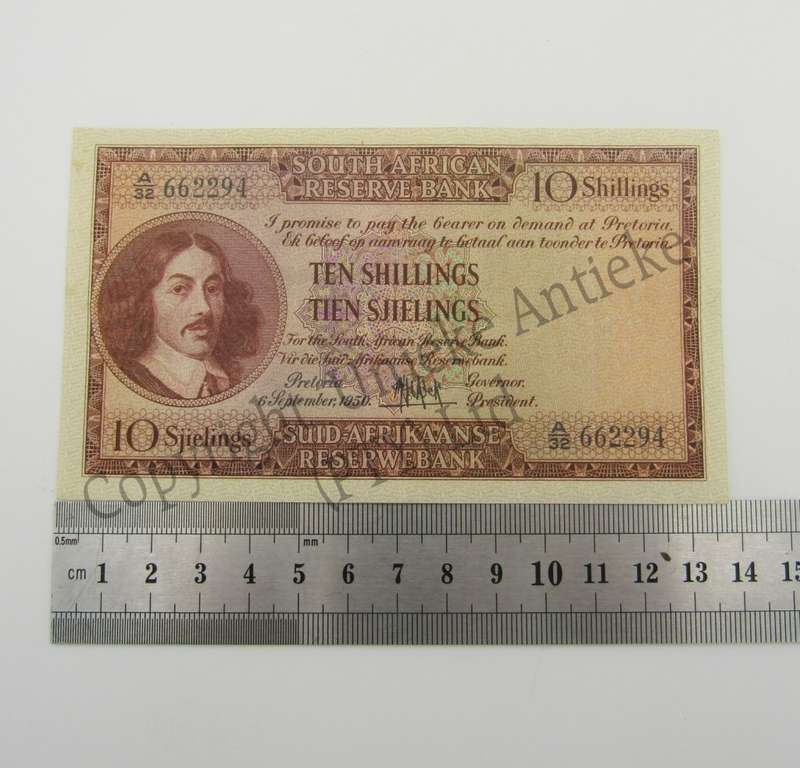 SOUTH AFRICAN
RESERVE BANK
A/32 662294
10 Shillings
I promise to pay the bearer on demand at Pretoria.
Ek beloof op aanvraag te betaal aan toonder te Pretoria.
TEN SHILLINGS
TIEN SJIELINGS
For the South African Reserve Bank.
Vir die Suid-Afrikaanse Reserwebank.
Pretoria Governor.
6 September, 1950. President.
10 Sjielings
SUID-AFRIKAANSE
RESERWEBANK
A/32 662294
Copyright Unieke Antieke
(Pty) Ltd
0.5mm mm
cm 1 2 3 4 5 6 7 8 9 10 11 12 13 14 15